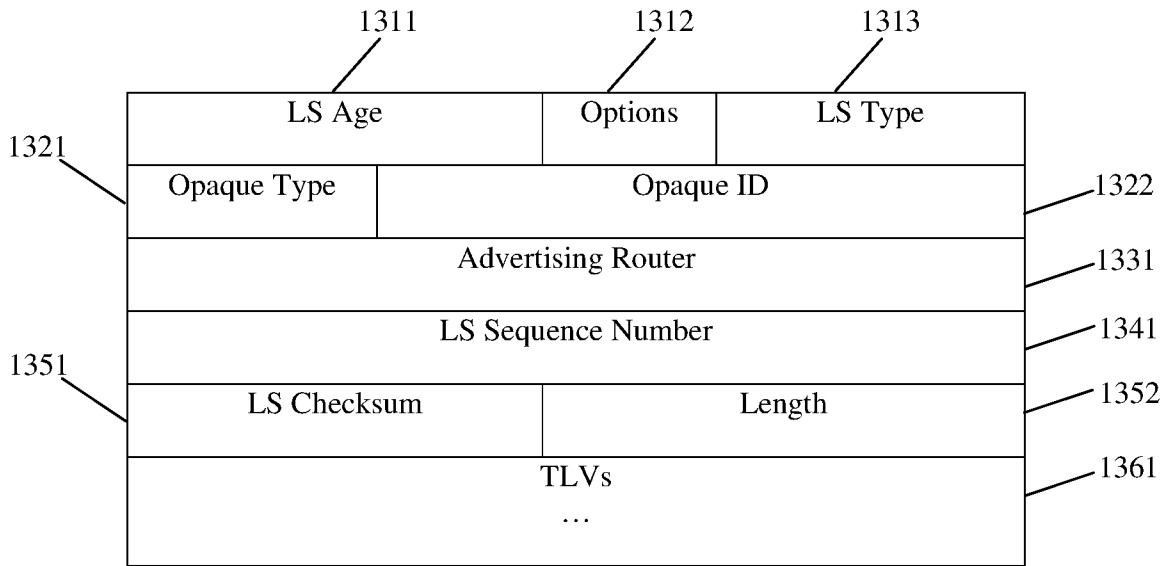 1311 1312 1313
LS Age Options LS Type
1321
Opaque Type Opaque ID
1322
Advertising Router
1331
LS Sequence Number
1341
1351
LS Checksum Length
1352
TLVs
1361
…